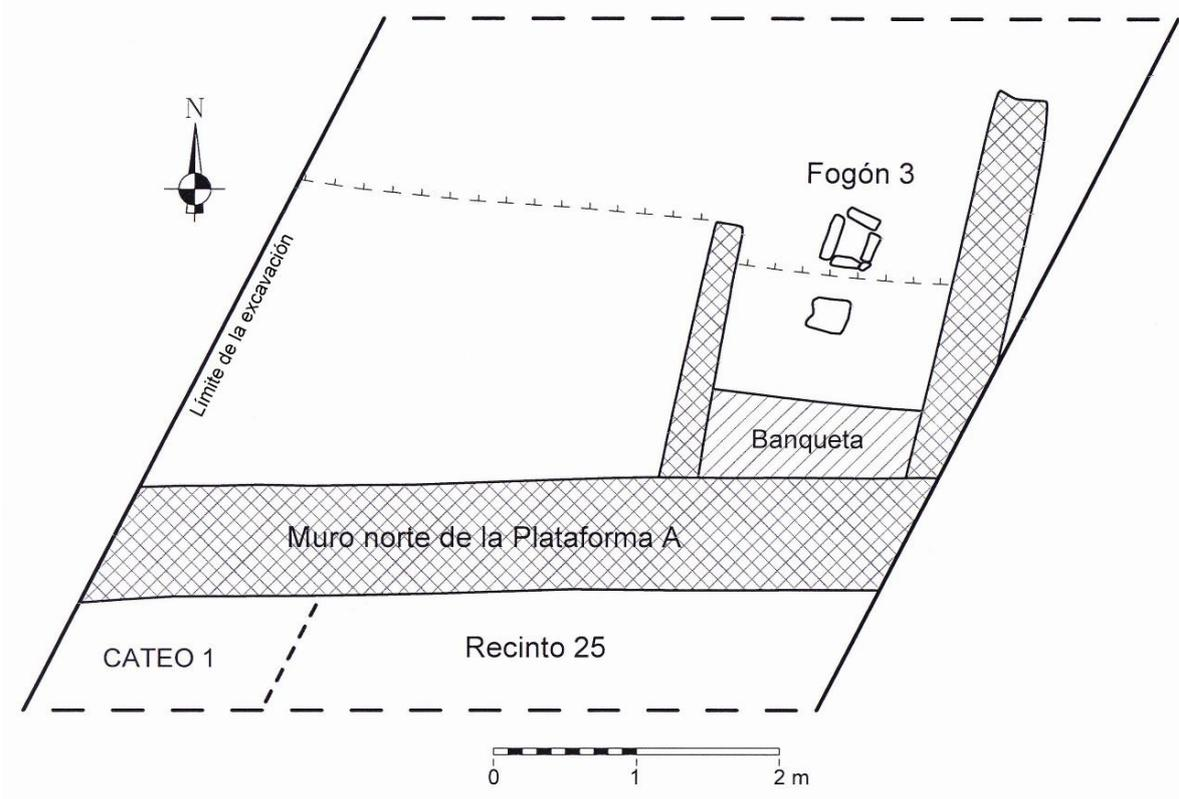 N
Fogón 3
Límite de la excavación
Banqueta
Muro norte de la Plataforma A
CATEO 1
Recinto 25
0 1 2 m